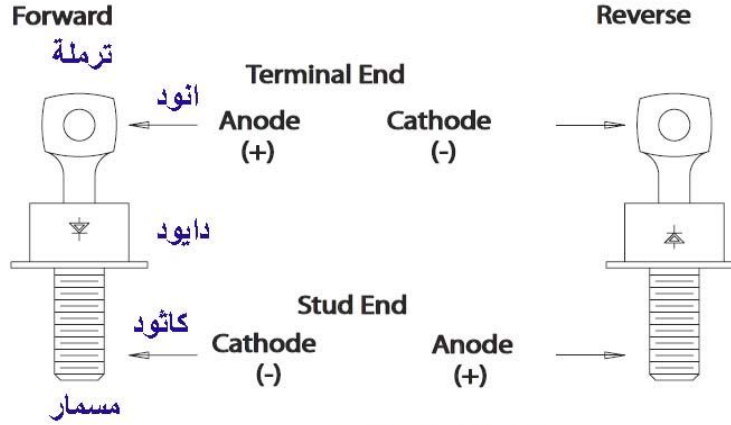 Forward
Reverse
ترملة
Terminal End
انود
Anode
(+)
Cathode
(-)
دايود
Stud End
كاثود
Cathode
(-)
Anode
(+)
مسمار